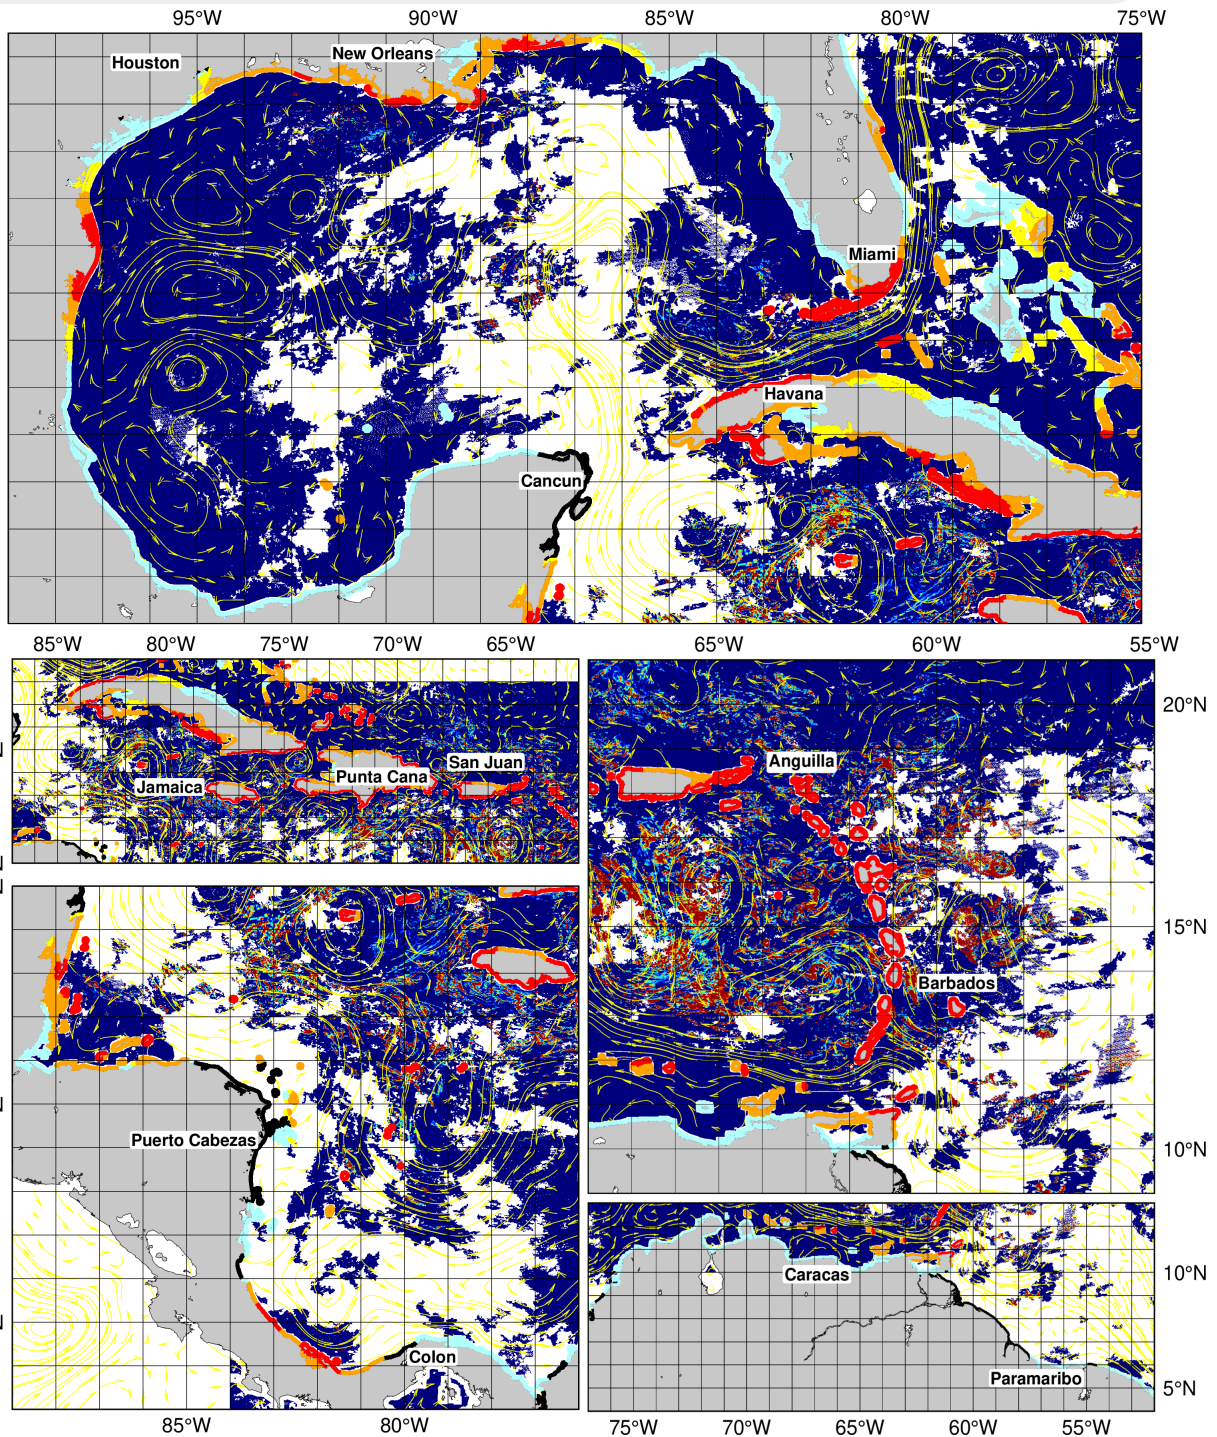 95°W 90°W 85°W 80°W 75°W
New Orleans
Houston
Miami
Havana
Cancun
85°W 80°W 75°W 70°W 65°W
65°W 60°W 55°W
20°N
San Juan
Anguilla
Punta Cana
Jamaica
15°N
Barbados
Puerto Cabezas
10°N
Caracas
10°N
Colon
Paramaribo
5°N
85°W 80°W
75°W 70°W 65°W 60°W 55°W